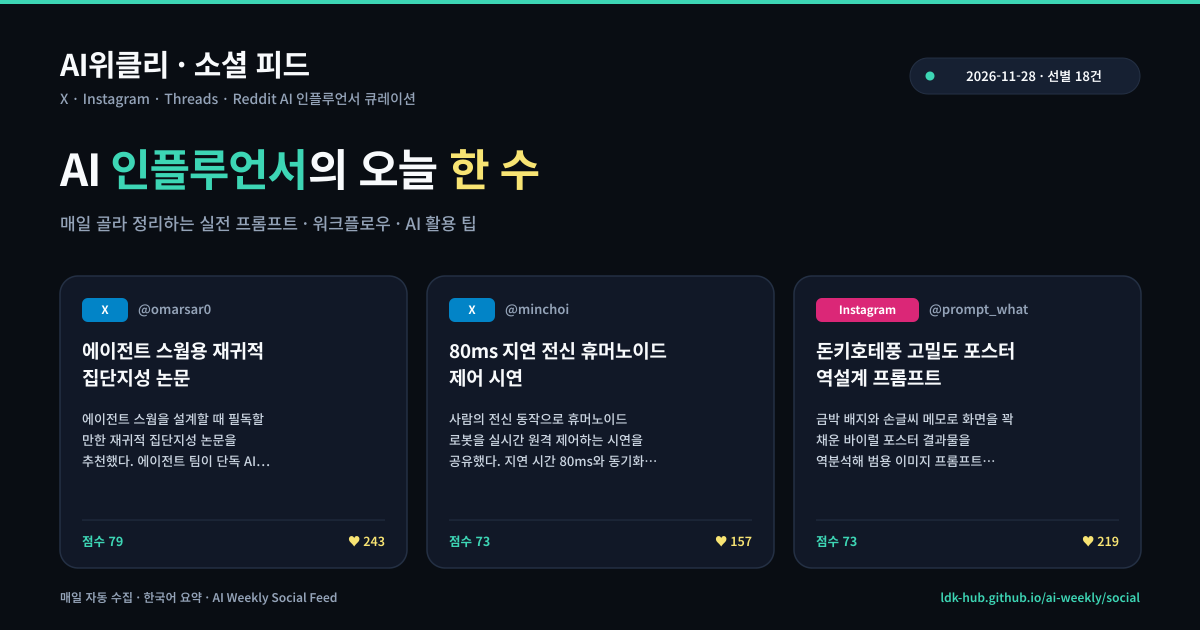 AI위클리 · 소셜 피드
X · Instagram · Threads · Reddit AI 인플루언서 큐레이션
2026-11-28 · 선별 18건
AI 인플루언서의 오늘 한 수
매일 골라 정리하는 실전 프롬프트 · 워크플로우 · AI 활용 팁
X @omarsar0
에이전트 스웜용 재귀적
집단지성 논문
에이전트 스웜을 설계할 때 필독할
만한 재귀적 집단지성 논문을
추천했다. 에이전트 팀이 단독 AI…
점수 79 ♥ 243
X @minchoi
80ms 지연 전신 휴머노이드
제어 시연
사람의 전신 동작으로 휴머노이드
로봇을 실시간 원격 제어하는 시연을
공유했다. 지연 시간 80ms와 동기화…
점수 73 ♥ 157
Instagram @prompt_what
돈키호테풍 고밀도 포스터
역설계 프롬프트
금박 배지와 손글씨 메모로 화면을 꽉
채운 바이럴 포스터 결과물을
역분석해 범용 이미지 프롬프트…
점수 73 ♥ 219
매일 자동 수집 · 한국어 요약 · AI Weekly Social Feed
ldk-hub.github.io/ai-weekly/social